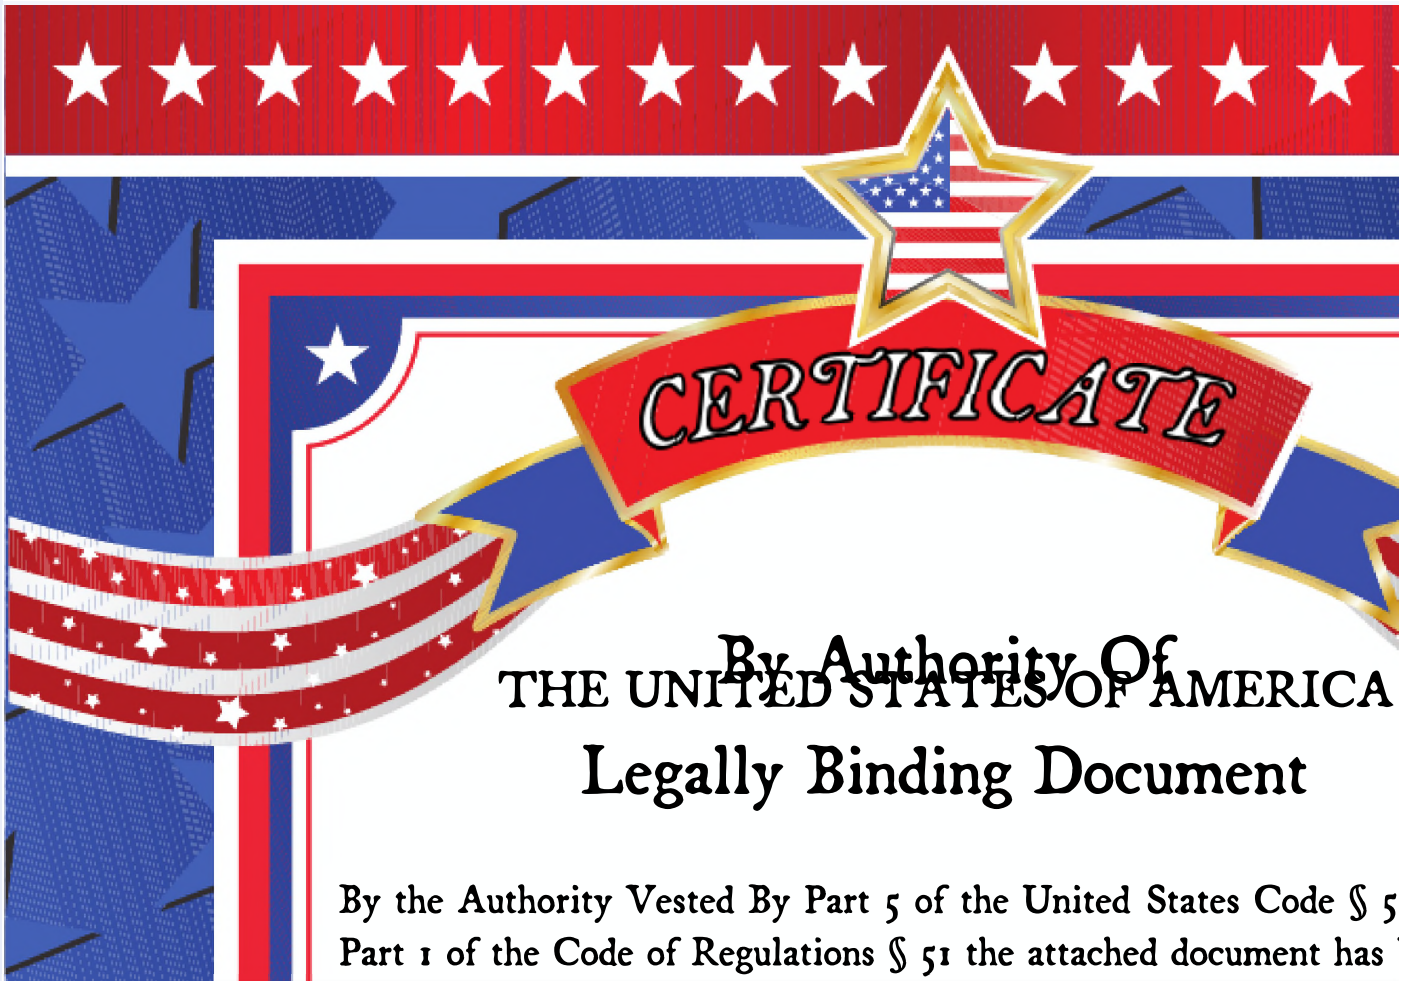 CERTIFICATE
By Authority Of
THE UNITED STATES OF AMERICA
Legally Binding Document
By the Authority Vested By Part 5 of the United States Code § 5
Part 1 of the Code of Regulations § 51 the attached document has